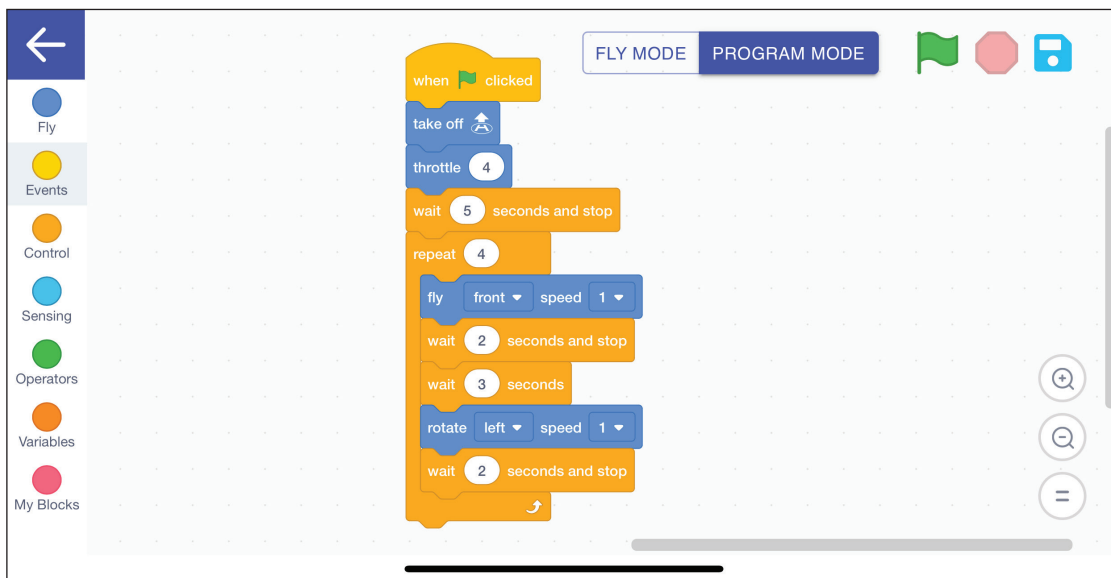 FLY MODE PROGRAM MODE
Fly
Events
Control
Sensing
Operators
Variables
My Blocks
when clicked
take off
throttle 4
wait 5 seconds and stop
repeat 4
fly front speed 1
wait 2 seconds and stop
wait 3 seconds
rotate left speed 1
wait 2 seconds and stop